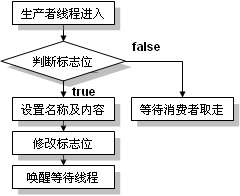 生产者线程进入
判断标志位
false
true
设置名称及内容
等待消费者取走
修改标志位
唤醒等待线程